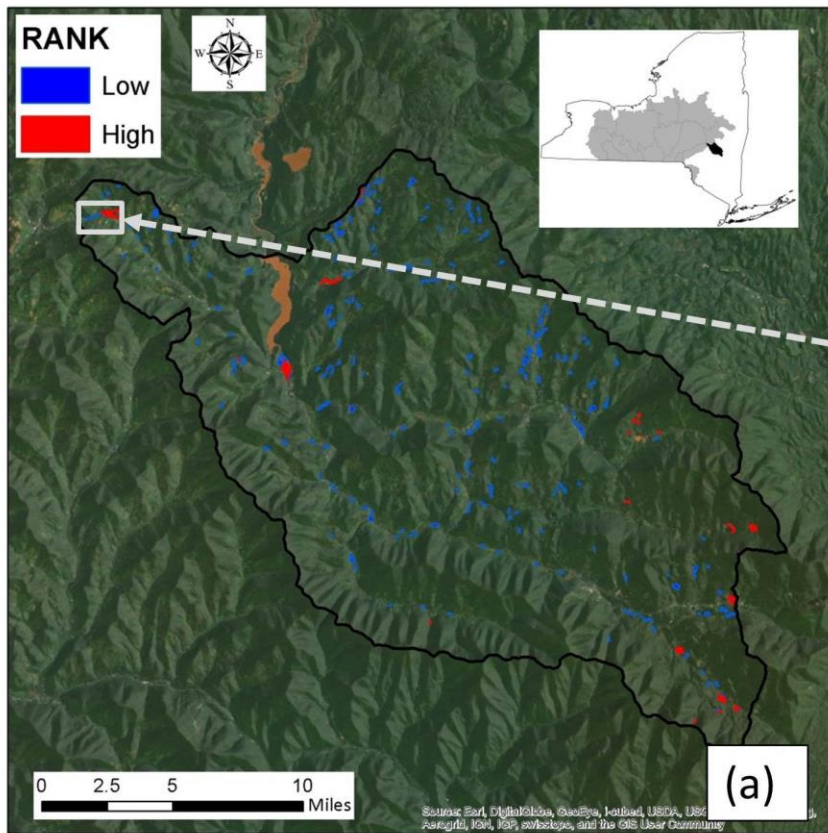 RANK
Low
High
N
W E
S
0 2.5 5 10
Miles
(a)
Source: Esri, DigitalGlobe, GeoEye, i-cubed, USDA,
Aerogrid, IGN, IGP, swisstopo, and the GIS User Community